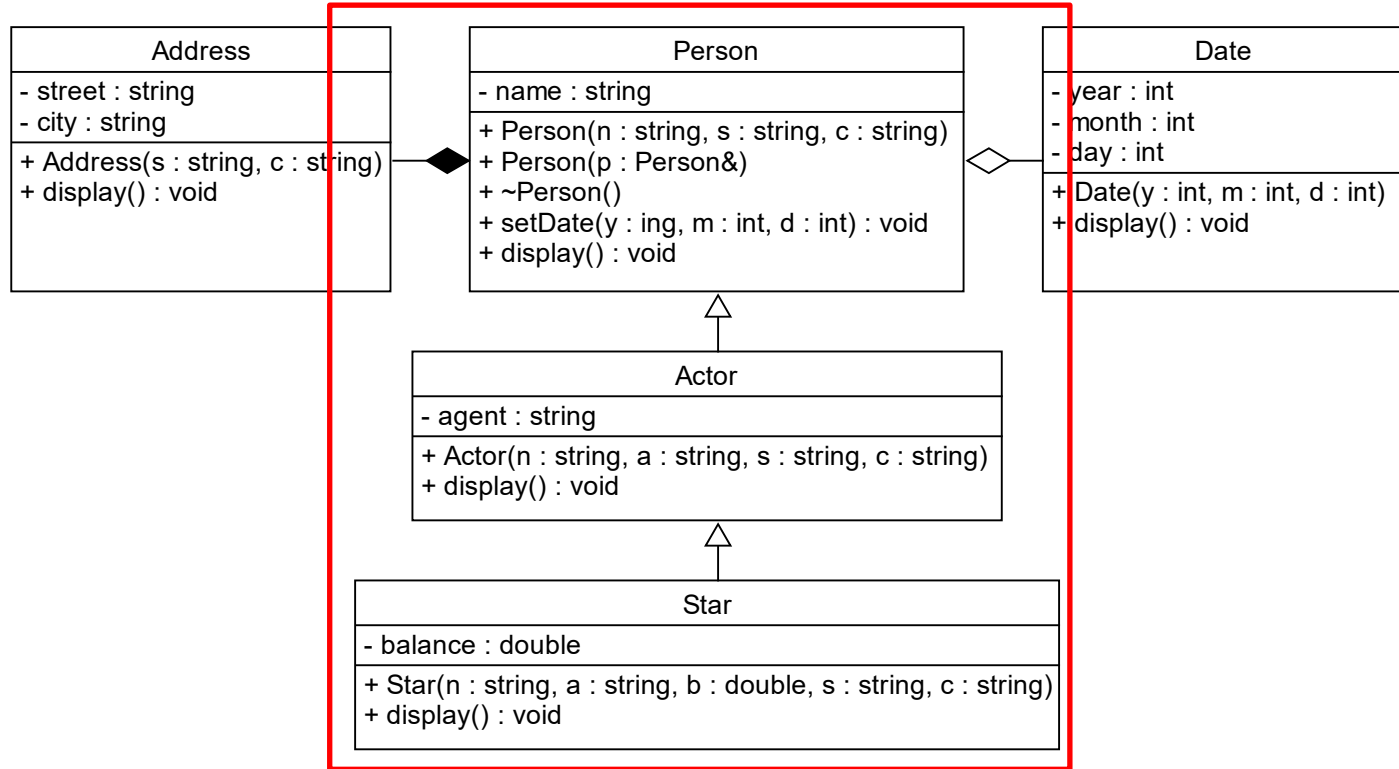 Address
- street : string
- city : string
+ Address(s : string, c : string)
+ display() : void
Person
- name : string
+ Person(n : string, s : string, c : string)
+ Person(p : Person&)
+ ~Person()
+ setDate(y : ing, m : int, d : int) : void
+ display() : void
Date
- year : int
- month : int
- day : int
+ Date(y : int, m : int, d : int)
+ display() : void
Actor
- agent : string
+ Actor(n : string, a : string, s : string, c : string)
+ display() : void
Star
- balance : double
+ Star(n : string, a : string, b : double, s : string, c : string)
+ display() : void